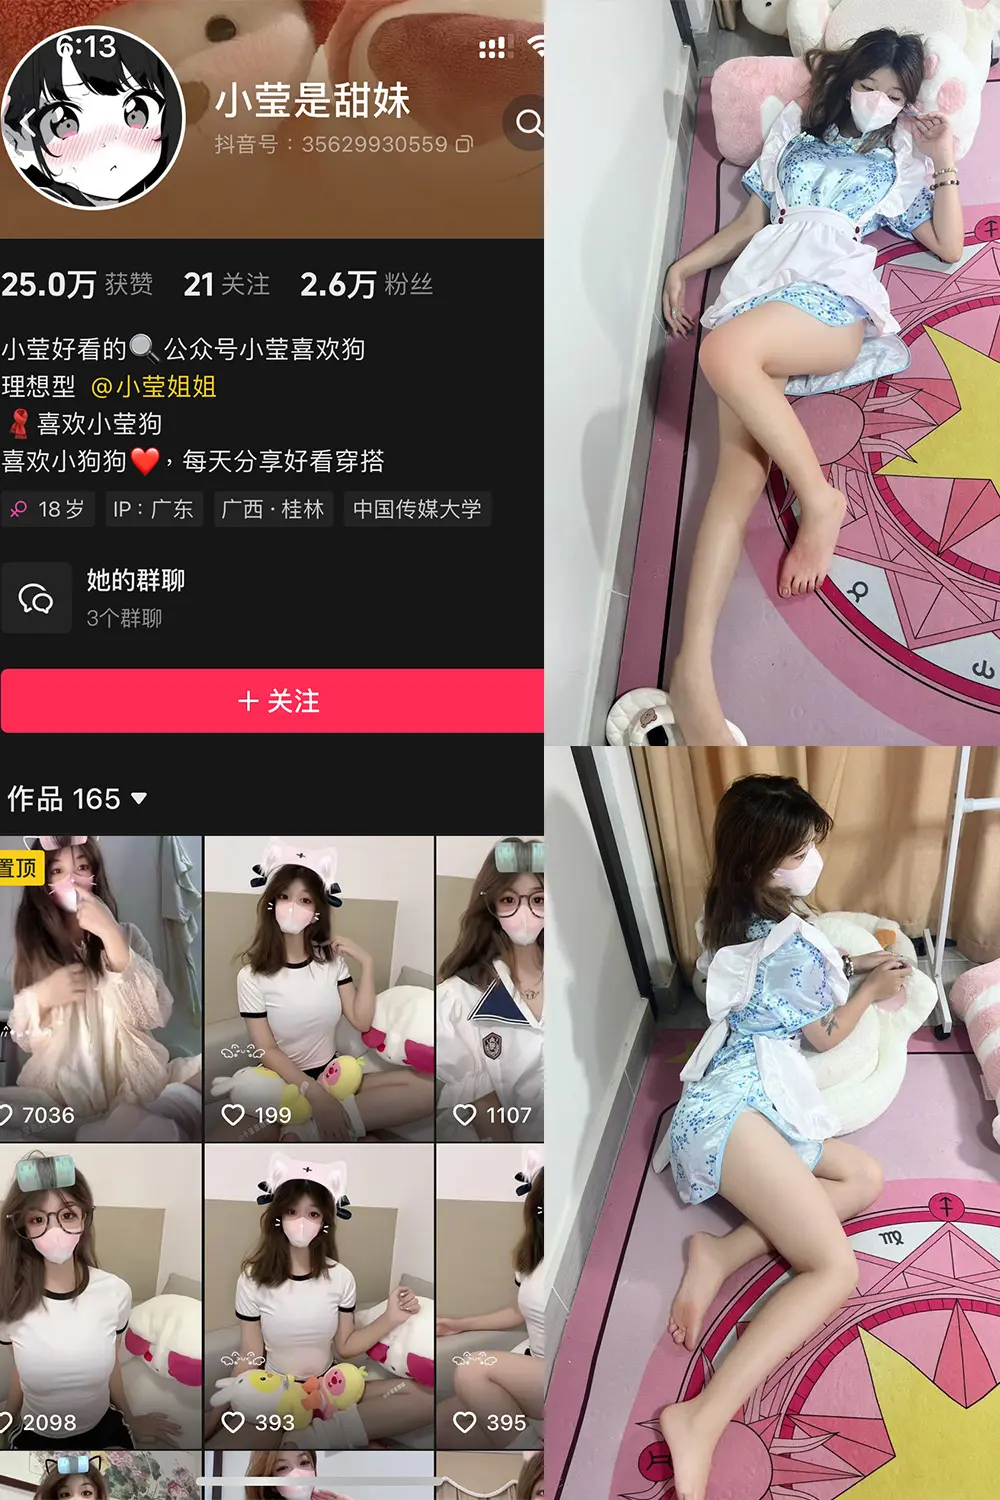 6:13
小莹是甜妹
抖音号：35629930559
25.0万 获赞 21 关注 2.6万 粉丝
小莹好看的🔍公众号小莹喜欢狗
理想型 @小莹姐姐
🧣喜欢小莹狗
喜欢小狗狗❤️，每天分享好看穿搭
♀ 18岁 IP：广东 广西·桂林 中国传媒大学
她的群聊
3个群聊
＋ 关注
作品 165 ▼
置顶
7036
199
1107
2098
393
395